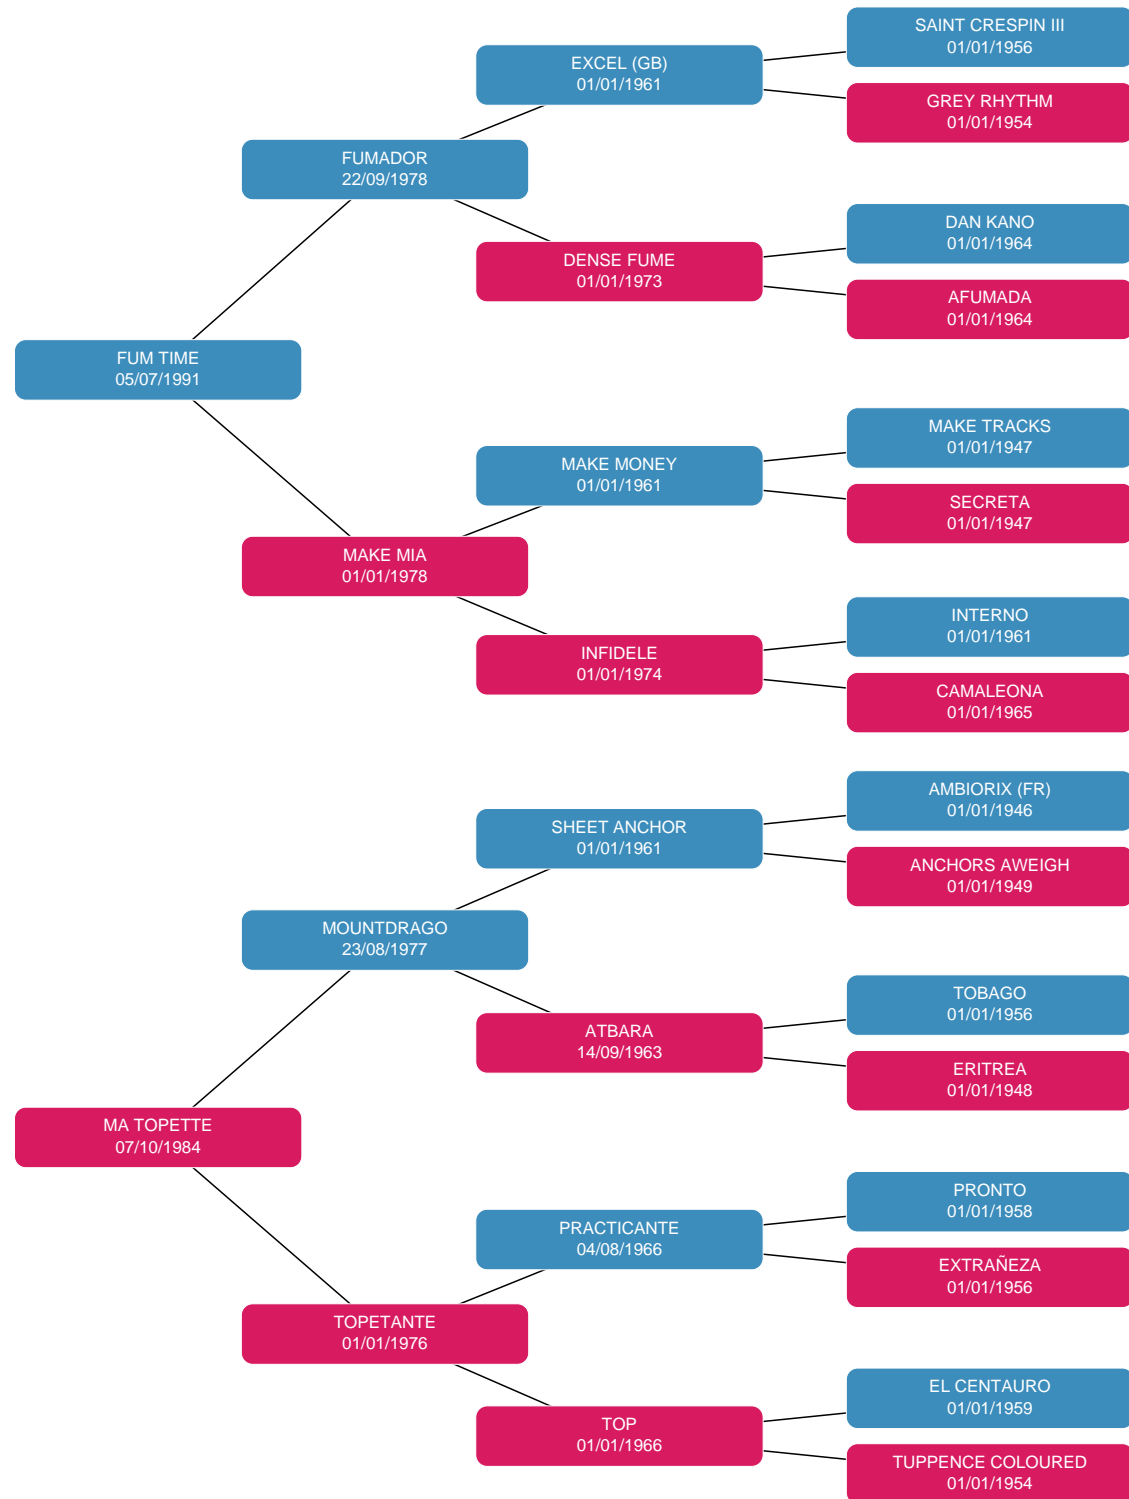 SAINT CRESPIN III
01/01/1956
EXCEL (GB)
01/01/1961
GREY RHYTHM
01/01/1954
FUMADOR
22/09/1978
DAN KANO
01/01/1964
DENSE FUME
01/01/1973
AFUMADA
01/01/1964
FUM TIME
05/07/1991
MAKE TRACKS
01/01/1947
MAKE MONEY
01/01/1961
SECRETA
01/01/1947
MAKE MIA
01/01/1978
INTERNO
01/01/1961
INFIDELE
01/01/1974
CAMALEONA
01/01/1965
AMBIORIX (FR)
01/01/1946
SHEET ANCHOR
01/01/1961
ANCHORS AWEIGH
01/01/1949
MOUNTDRAGO
23/08/1977
TOBAGO
01/01/1956
ATBARA
14/09/1963
ERITREA
01/01/1948
MA TOPETTE
07/10/1984
PRONTO
01/01/1958
PRACTICANTE
04/08/1966
EXTRAÑEZA
01/01/1956
TOPETANTE
01/01/1976
EL CENTAURO
01/01/1959
TOP
01/01/1966
TUPPENCE COLOURED
01/01/1954